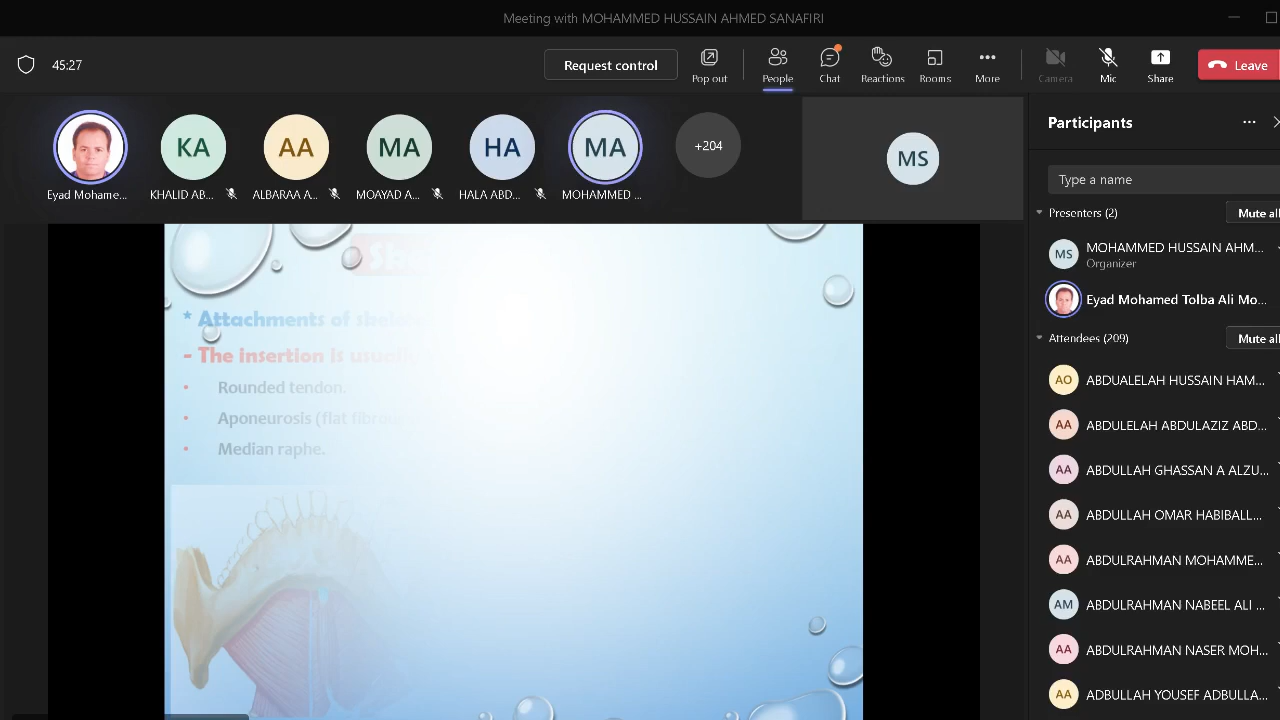 Meeting with MOHAMMED HUSSAIN AHMED SANAFIRI
45:27
Request control
Pop out
People
Chat
Reactions
Rooms
More
Camera
Mic
Share
Leave
Eyad Mohame...
KA
KHALID AB...
AA
ALBARAA A...
MA
MOAYAD A...
HA
HALA ABD...
MA
MOHAMMED ...
+204
MS
* Attachments of
- The insertion is usually
• Rounded tendon.
• Aponeurosis (flat
• Median raphe.
Participants
Type a name
Presenters (2)
Mute all
MS
MOHAMMED HUSSAIN AHM...
Organizer
Eyad Mohamed Tolba Ali Mo...
Attendees (209)
Mute all
AO
ABDUALELAH HUSSAIN HAM...
AA
ABDULELAH ABDULAZIZ ABD...
AA
ABDULLAH GHASSAN A ALZU...
AA
ABDULLAH OMAR HABIBALL...
AA
ABDULRAHMAN MOHAMME...
AM
ABDULRAHMAN NABEEL ALI ...
AA
ABDULRAHMAN NASER MOH...
AA
ADBULLAH YOUSEF ADBULLA...